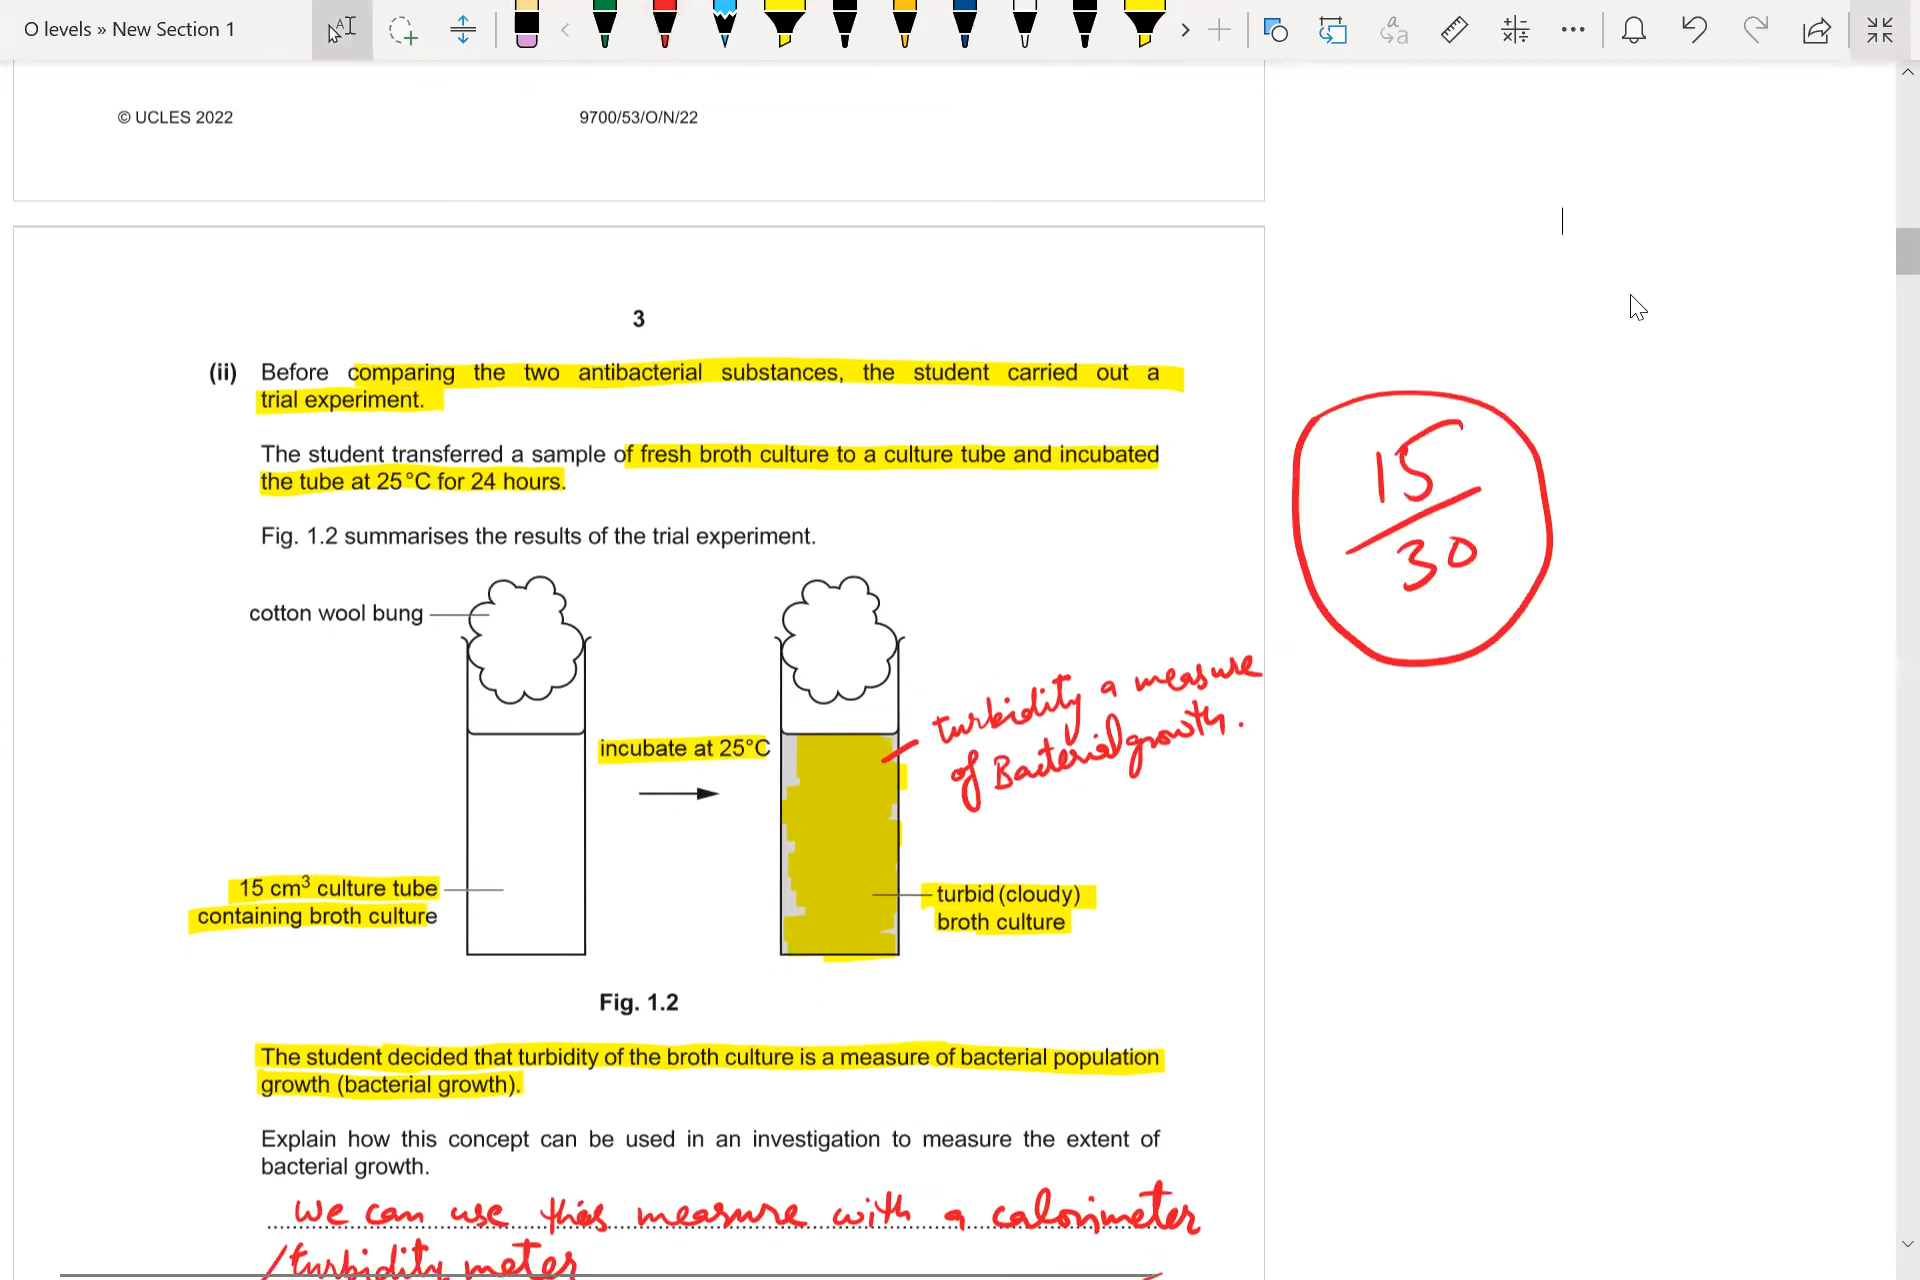 O levels » New Section 1
© UCLES 2022
9700/53/O/N/22
3
(ii) Before comparing the two antibacterial substances, the student carried out a
trial experiment.
The student transferred a sample of fresh broth culture to a culture tube and incubated
the tube at 25°C for 24 hours.
Fig. 1.2 summarises the results of the trial experiment.
15
30
cotton wool bung
turbidity a measure
of Bacterial growth.
incubate at 25°C
15 cm³ culture tube
containing broth culture
turbid (cloudy)
broth culture
Fig. 1.2
The student decided that turbidity of the broth culture is a measure of bacterial population
growth (bacterial growth).
Explain how this concept can be used in an investigation to measure the extent of
bacterial growth.
we can use this measure with a calorimeter
/turbidity meter